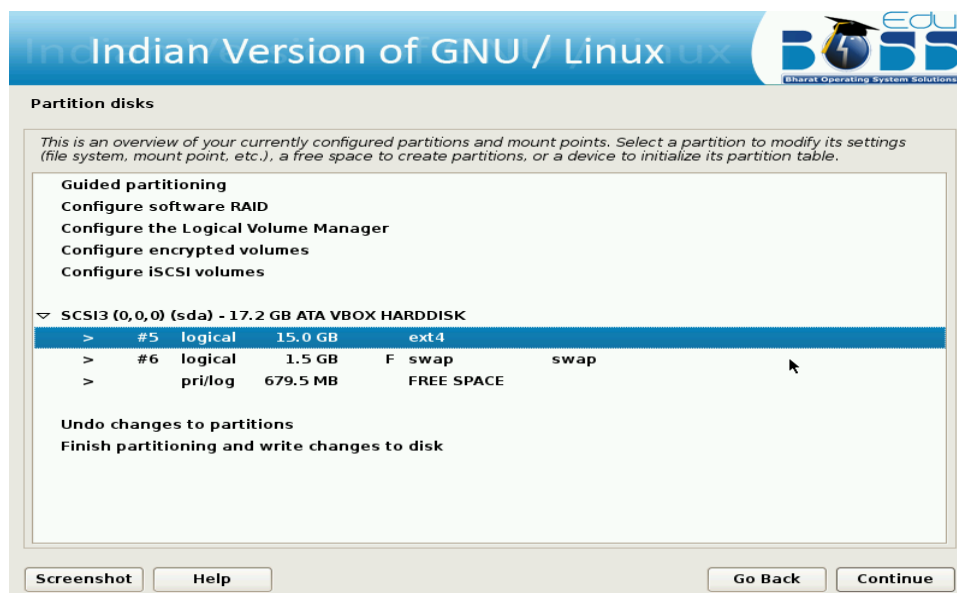 Indian Version of GNU / Linux
Edu
BOSS
Bharat Operating System Solutions
Partition disks
This is an overview of your currently configured partitions and mount points. Select a partition to modify its settings
(file system, mount point, etc.), a free space to create partitions, or a device to initialize its partition table.
Guided partitioning
Configure software RAID
Configure the Logical Volume Manager
Configure encrypted volumes
Configure iSCSI volumes
SCSI3 (0,0,0) (sda) - 17.2 GB ATA VBOX HARDDISK
> #5 logical 15.0 GB ext4
> #6 logical 1.5 GB F swap swap
> pri/log 679.5 MB FREE SPACE
Undo changes to partitions
Finish partitioning and write changes to disk
Screenshot Help Go Back Continue